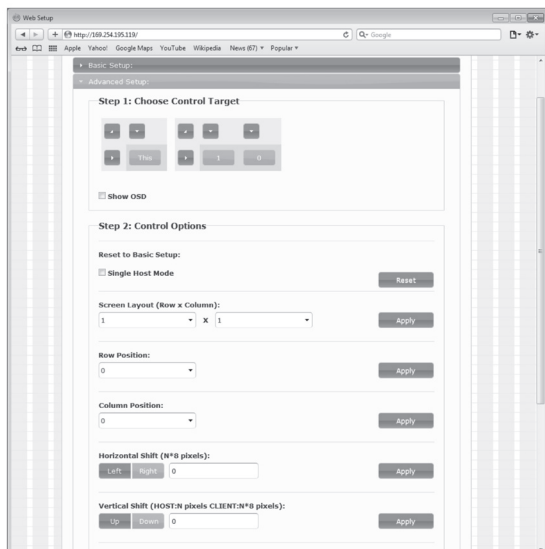 Web Setup
http://169.254.195.119/
Google
Apple Yahoo! Google Maps YouTube Wikipedia News (67) Popular
Basic Setup:
Advanced Setup:
Step 1: Choose Control Target
This 1 0
Show OSD
Step 2: Control Options
Reset to Basic Setup:
Single Host Mode
Reset
Screen Layout (Row x Column):
1 X 1 Apply
Row Position:
0 Apply
Column Position:
0 Apply
Horizontal Shift (N*8 pixels):
Left Right 0 Apply
Vertical Shift (HOST:N pixels CLIENT:N*8 pixels):
Up Down 0 Apply